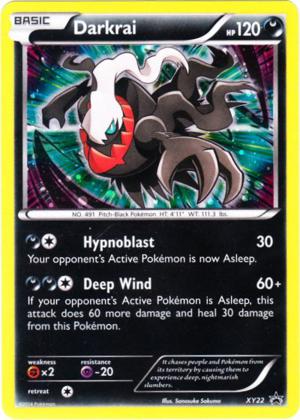 BASIC
Darkrai HP 120
NO. 491 Pitch-Black Pokémon HT: 4'11" WT: 111.3 lbs.
Hypnoblast 30
Your opponent's Active Pokémon is now Asleep.
Deep Wind 60+
If your opponent's Active Pokémon is Asleep, this
attack does 60 more damage and heal 30 damage
from this Pokémon.
weakness ×2
resistance -20
retreat
It chases people and Pokémon from
its territory by causing them to
experience deep, nightmarish
slumbers.
©2014 Pokémon
Illus. Sanosuke Sakuma
XY22